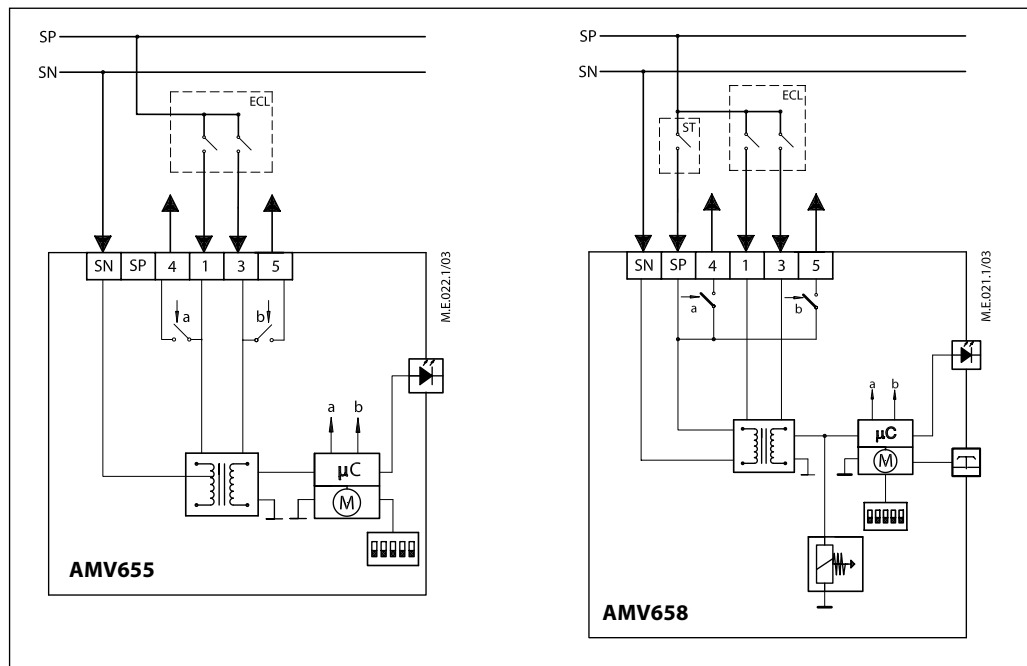 SP
SN
ECL
SN SP 4 1 3 5
a b
a b
μC
M
AMV655
M.E.022.1/03
SP
SN
ST ECL
SN SP 4 1 3 5
a b
a b
μC
M
AMV658
M.E.021.1/03